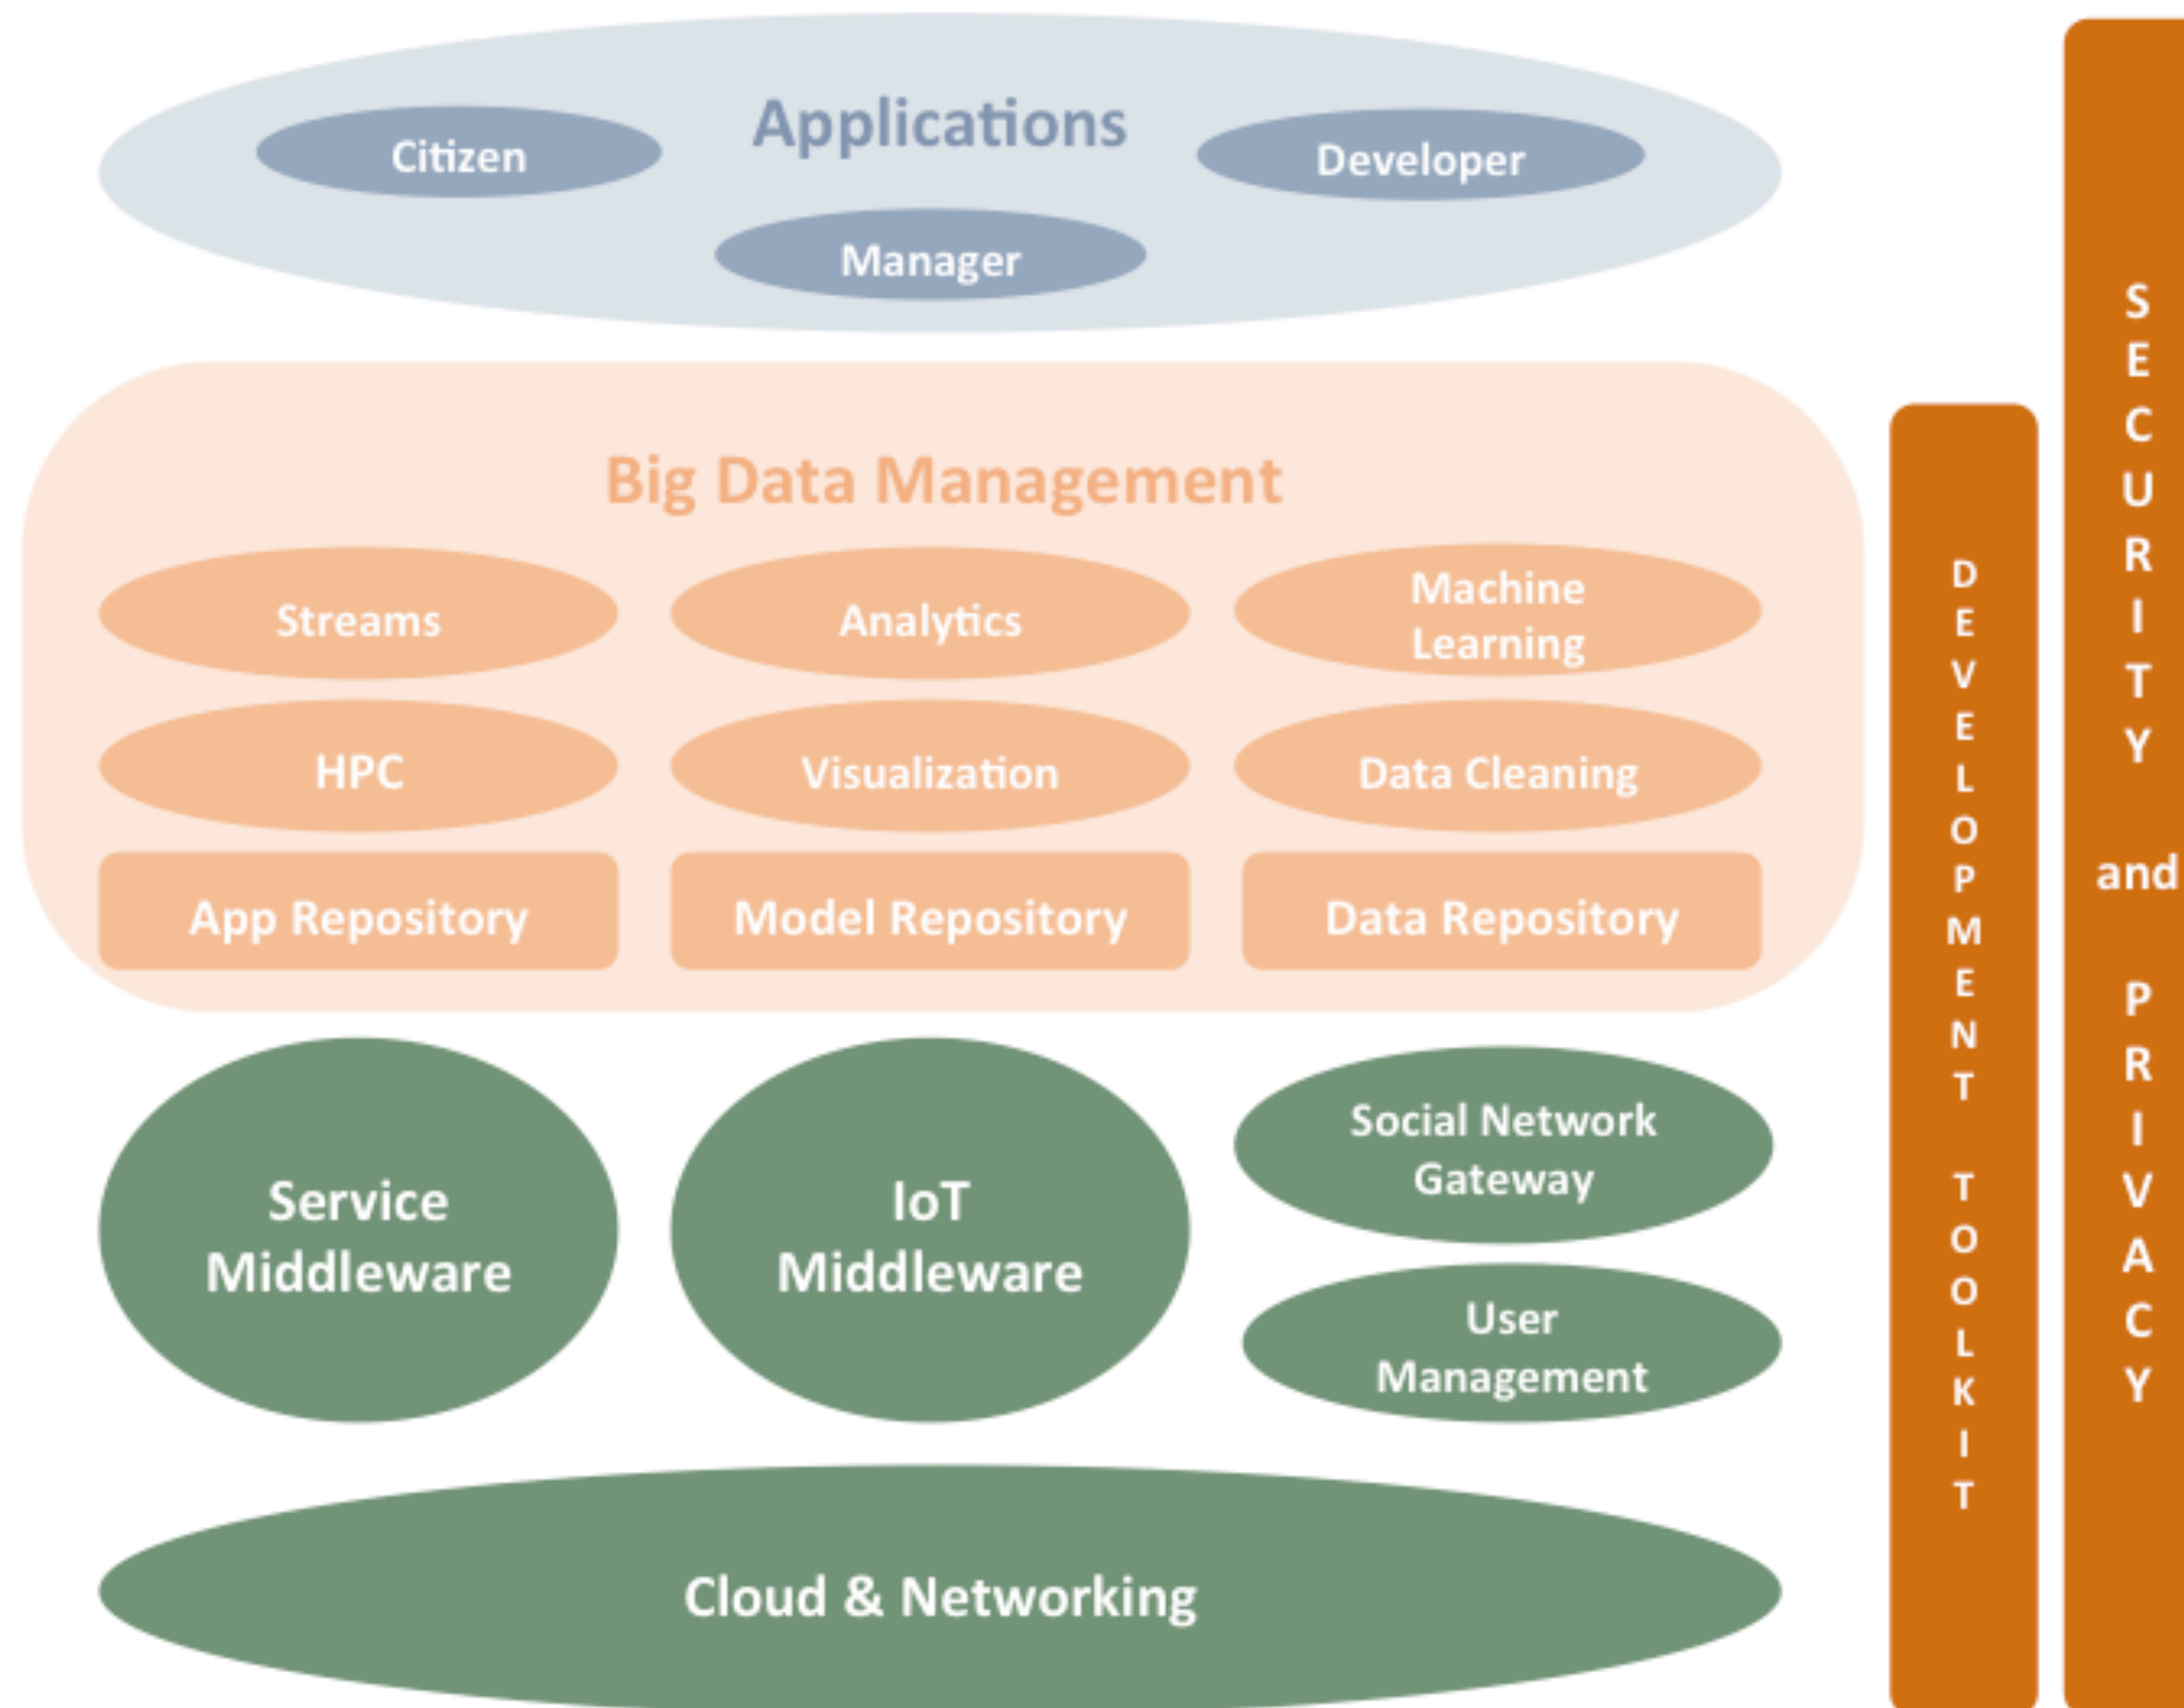 Applications
Citizen
Developer
Manager
Big Data Management
Streams
Analytics
Machine
Learning
HPC
Visualization
Data Cleaning
App Repository
Model Repository
Data Repository
Service
Middleware
IoT
Middleware
Social Network
Gateway
User
Management
Cloud & Networking
DEVELOPMENT TOOLKIT
SECURITY and PRIVACY